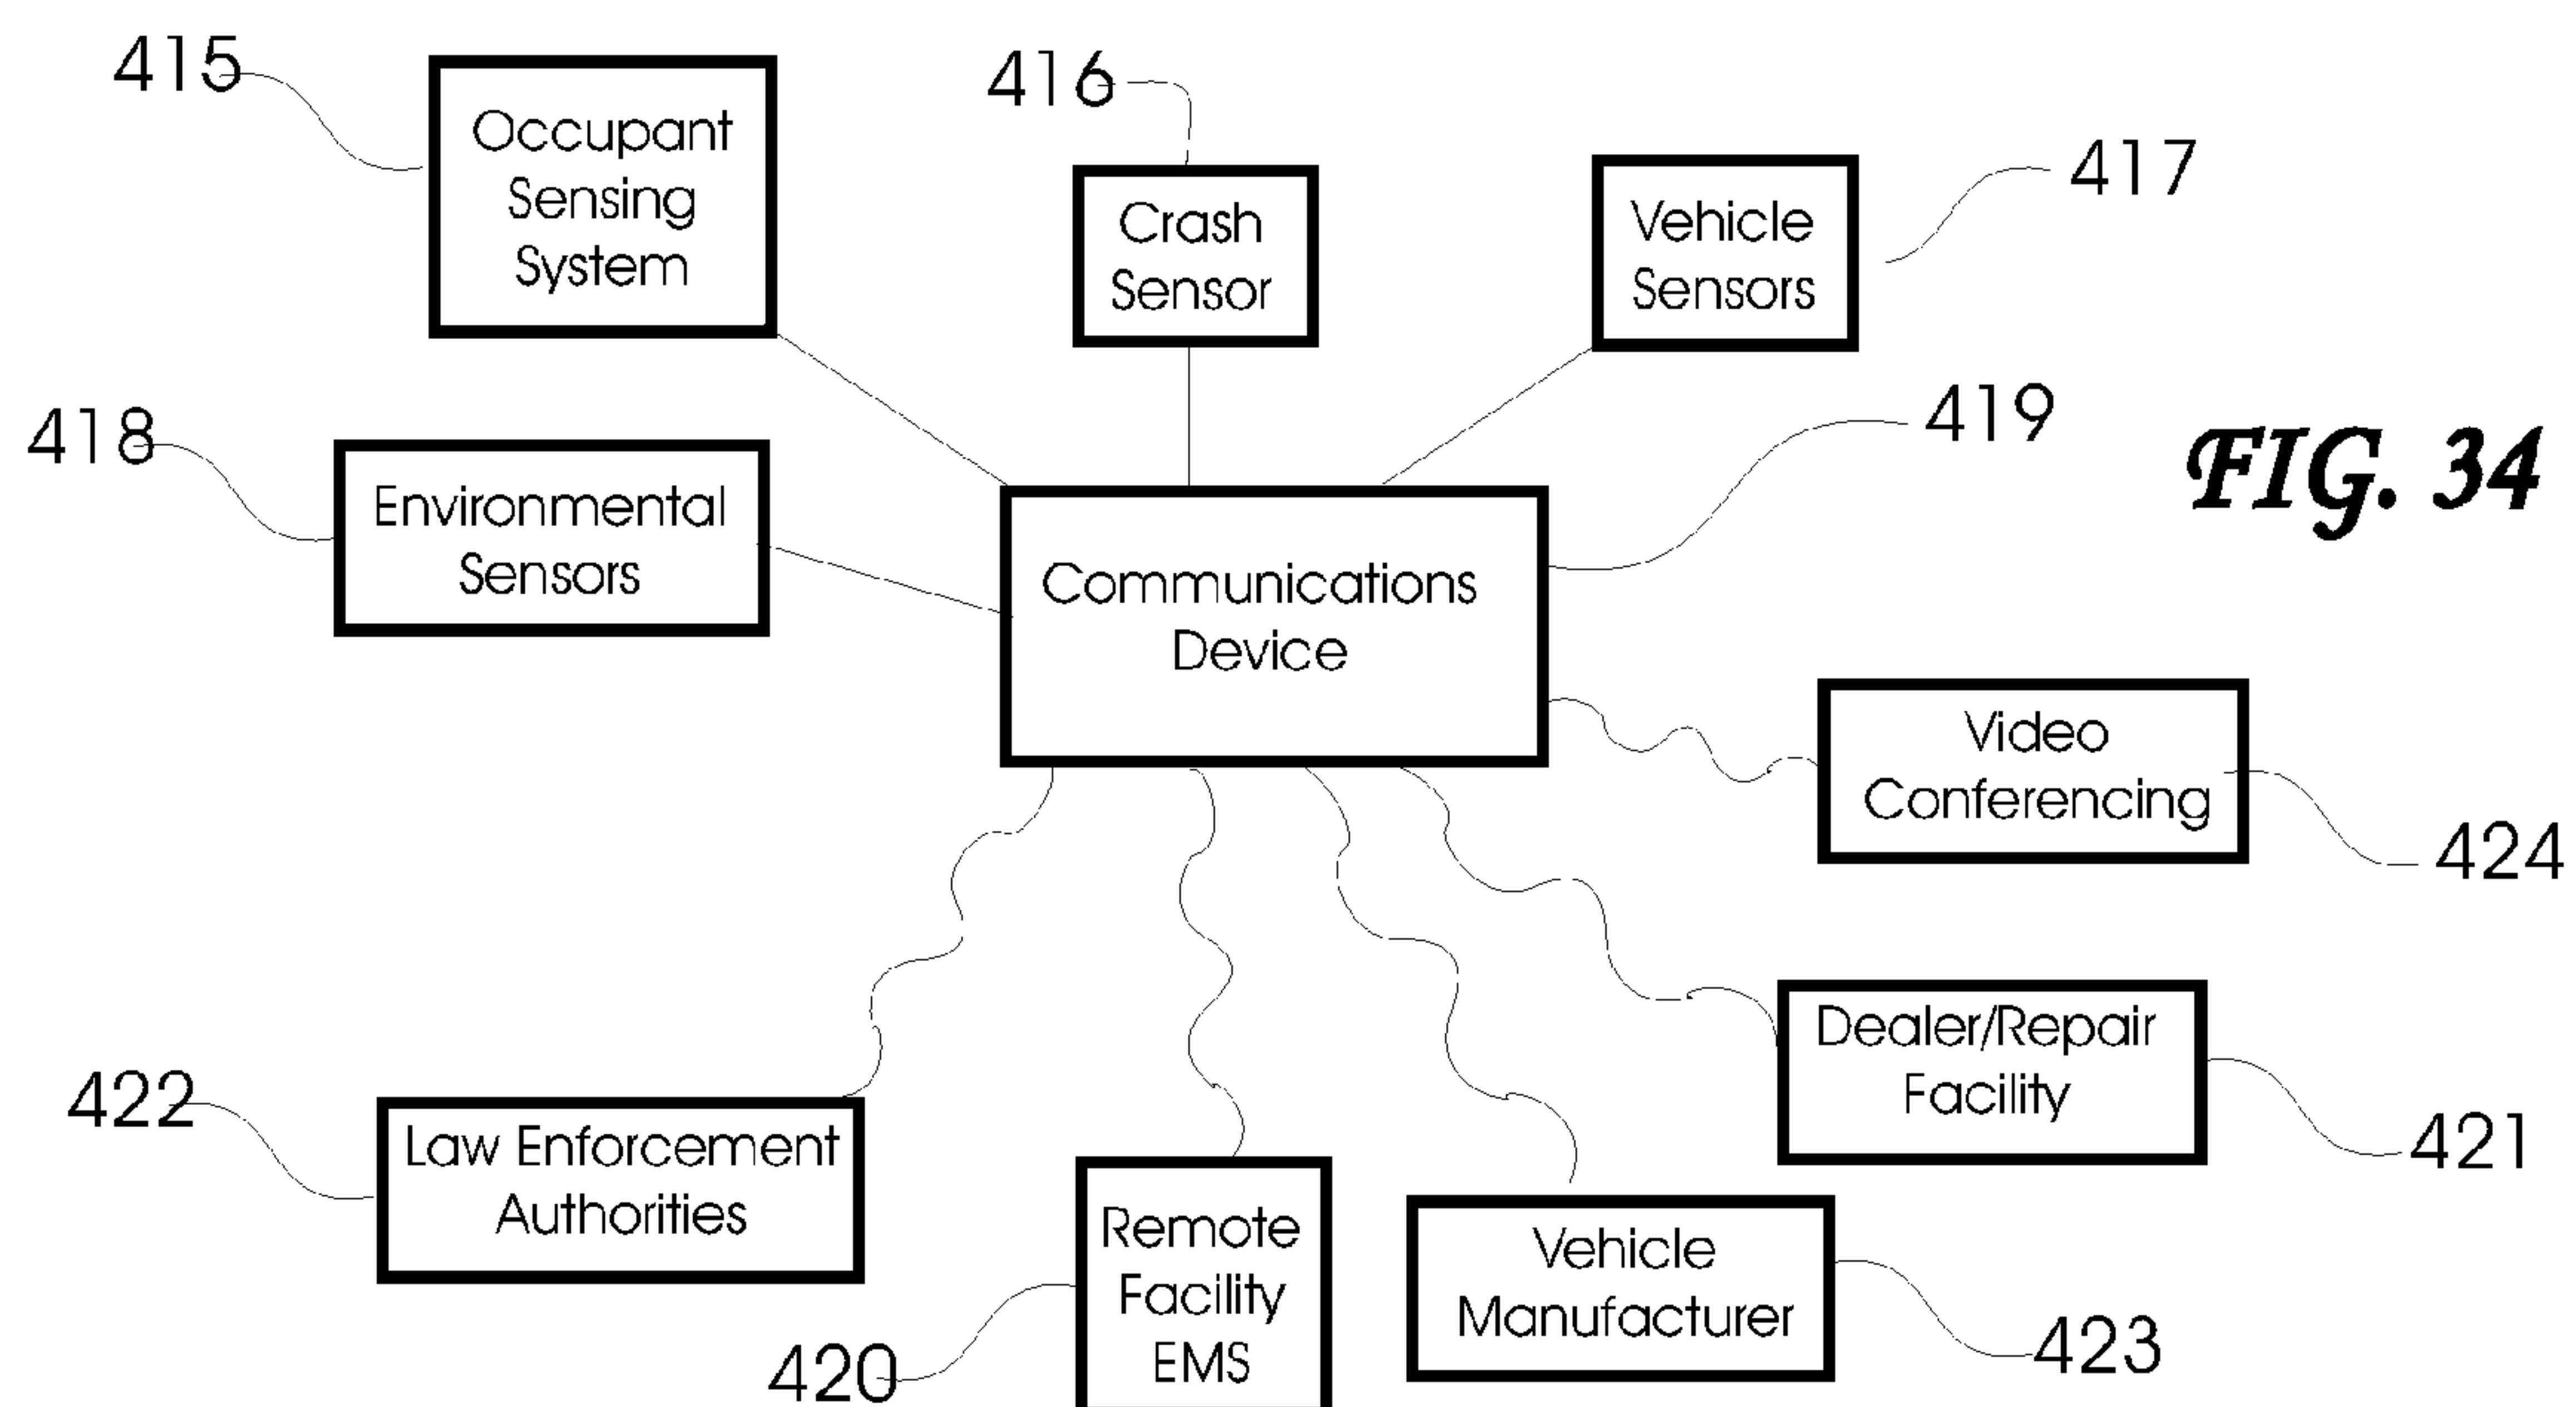 415
Occupant
Sensing
System
416
Crash
Sensor
417
Vehicle
Sensors
418
Environmental
Sensors
419
FIG. 34
Communications
Device
Video
Conferencing
424
Dealer/Repair
Facility
421
422
Law Enforcement
Authorities
Remote
Facility
EMS
420
Vehicle
Manufacturer
423